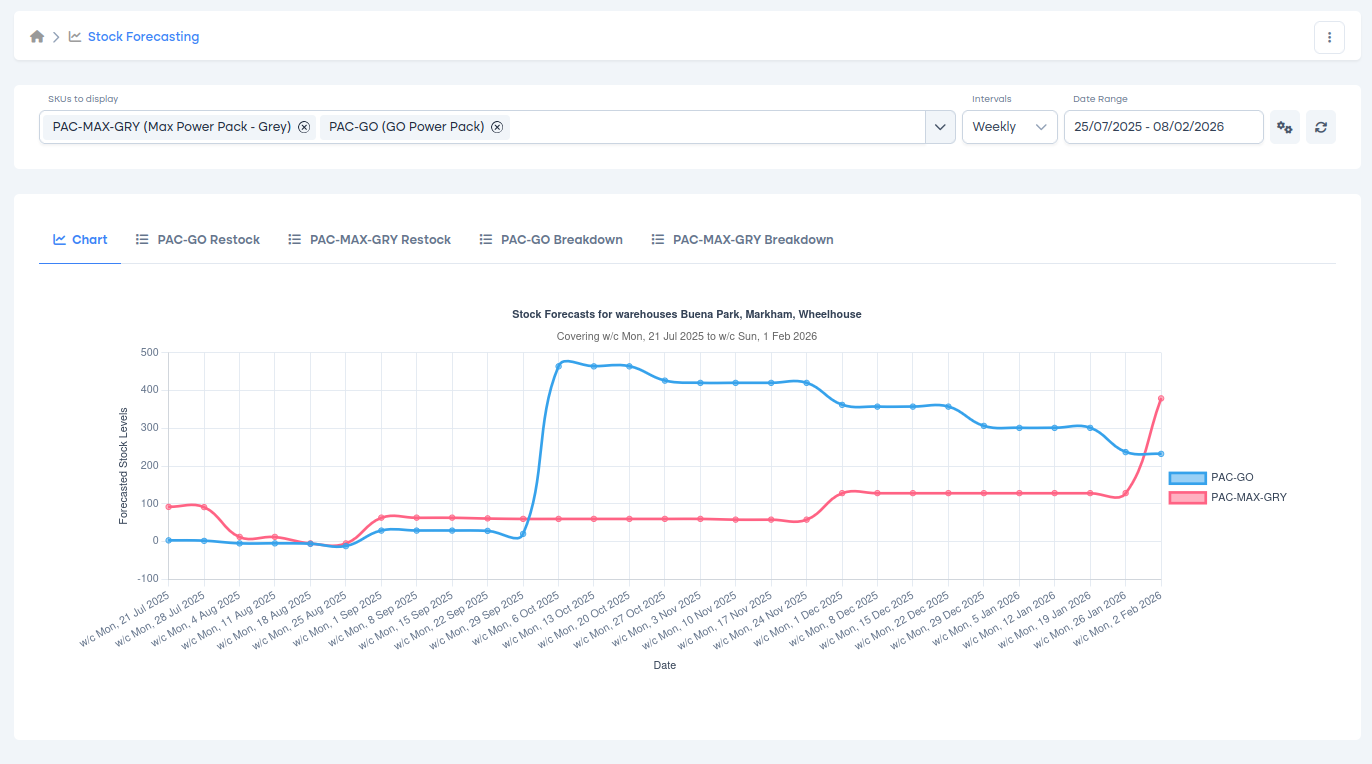 Stock Forecasting
SKUs to display
Intervals
Date Range
PAC-MAX-GRY (Max Power Pack - Grey)
PAC-GO (GO Power Pack)
Weekly
25/07/2025 - 08/02/2026
Chart
PAC-GO Restock
PAC-MAX-GRY Restock
PAC-GO Breakdown
PAC-MAX-GRY Breakdown
Stock Forecasts for warehouses Buena Park, Markham, Wheelhouse
Covering w/c Mon, 21 Jul 2025 to w/c Sun, 1 Feb 2026
Forecasted Stock Levels
500
400
300
200
100
0
-100
PAC-GO
PAC-MAX-GRY
w/c Mon, 21 Jul 2025
w/c Mon, 28 Jul 2025
w/c Mon, 4 Aug 2025
w/c Mon, 11 Aug 2025
w/c Mon, 18 Aug 2025
w/c Mon, 25 Aug 2025
w/c Mon, 1 Sep 2025
w/c Mon, 8 Sep 2025
w/c Mon, 15 Sep 2025
w/c Mon, 22 Sep 2025
w/c Mon, 29 Sep 2025
w/c Mon, 6 Oct 2025
w/c Mon, 13 Oct 2025
w/c Mon, 20 Oct 2025
w/c Mon, 27 Oct 2025
w/c Mon, 3 Nov 2025
w/c Mon, 10 Nov 2025
w/c Mon, 17 Nov 2025
w/c Mon, 24 Nov 2025
w/c Mon, 1 Dec 2025
w/c Mon, 8 Dec 2025
w/c Mon, 15 Dec 2025
w/c Mon, 22 Dec 2025
w/c Mon, 29 Dec 2025
w/c Mon, 5 Jan 2026
w/c Mon, 12 Jan 2026
w/c Mon, 19 Jan 2026
w/c Mon, 26 Jan 2026
w/c Mon, 2 Feb 2026
Date